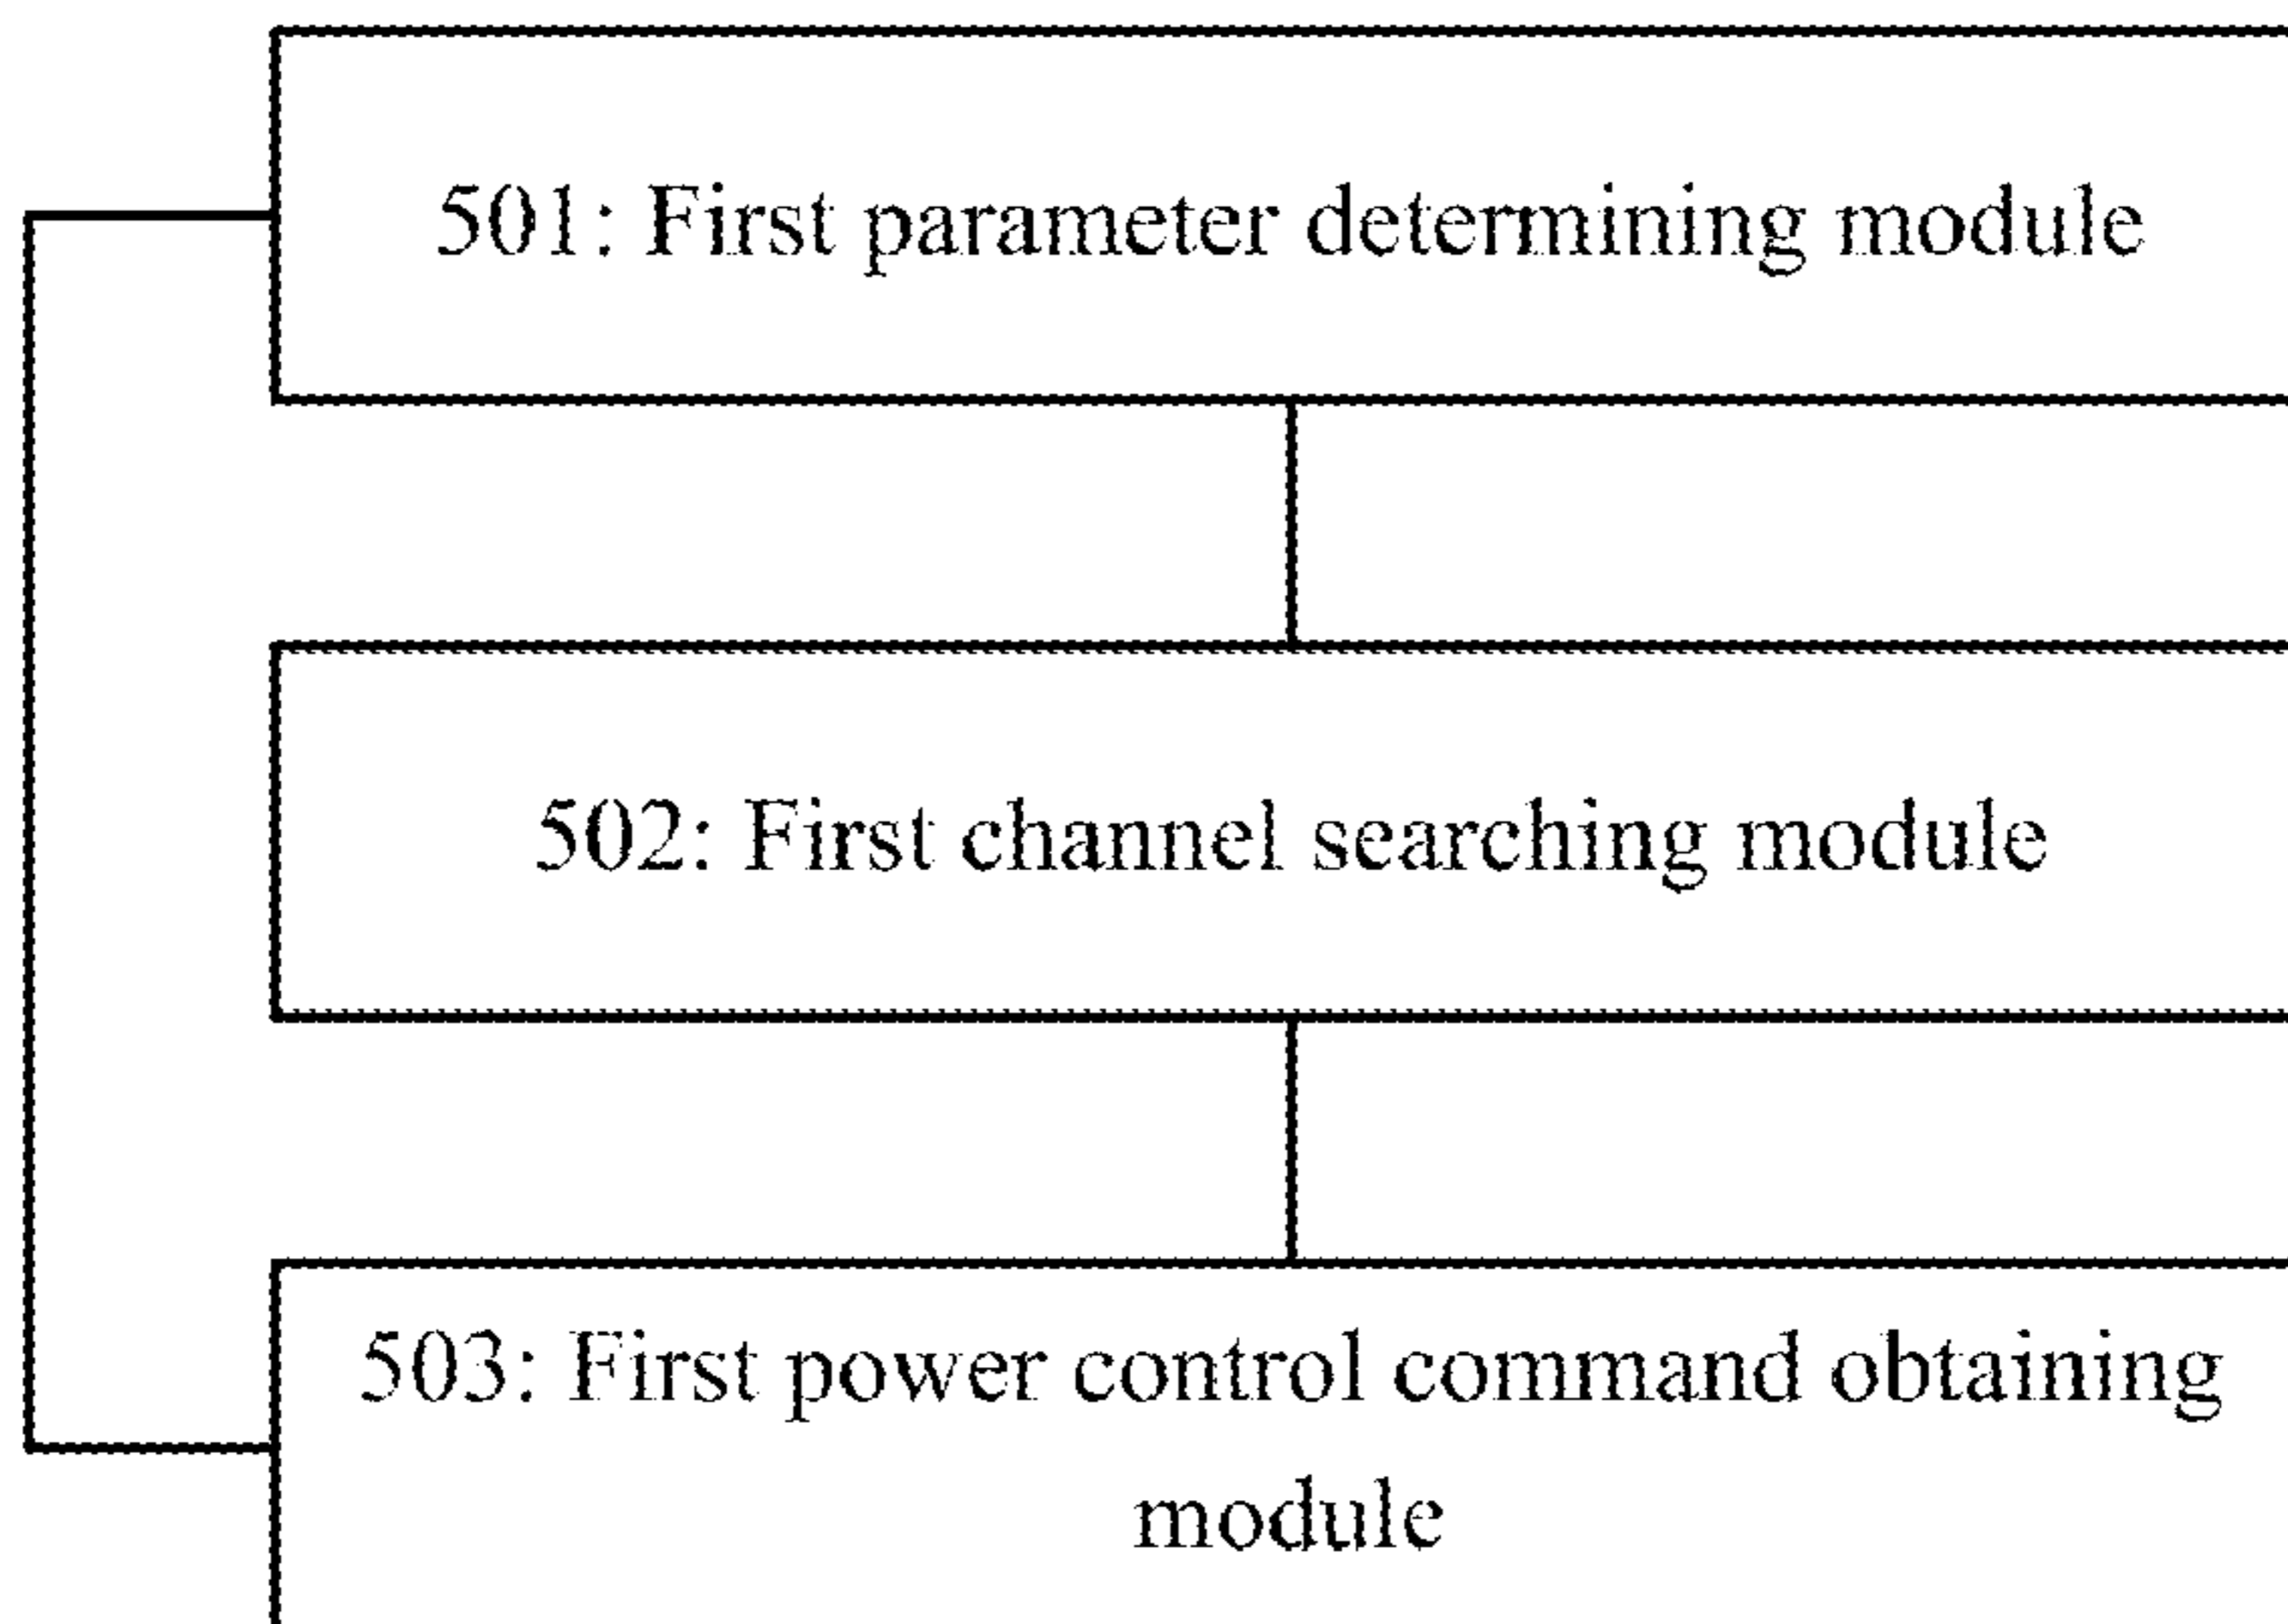 501: First parameter determining module
502: First channel searching module
503: First power control command obtaining
module